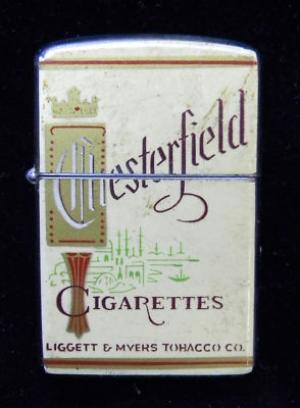 Chesterfield
CIGARETTES
LIGGETT & MYERS TOBACCO CO.